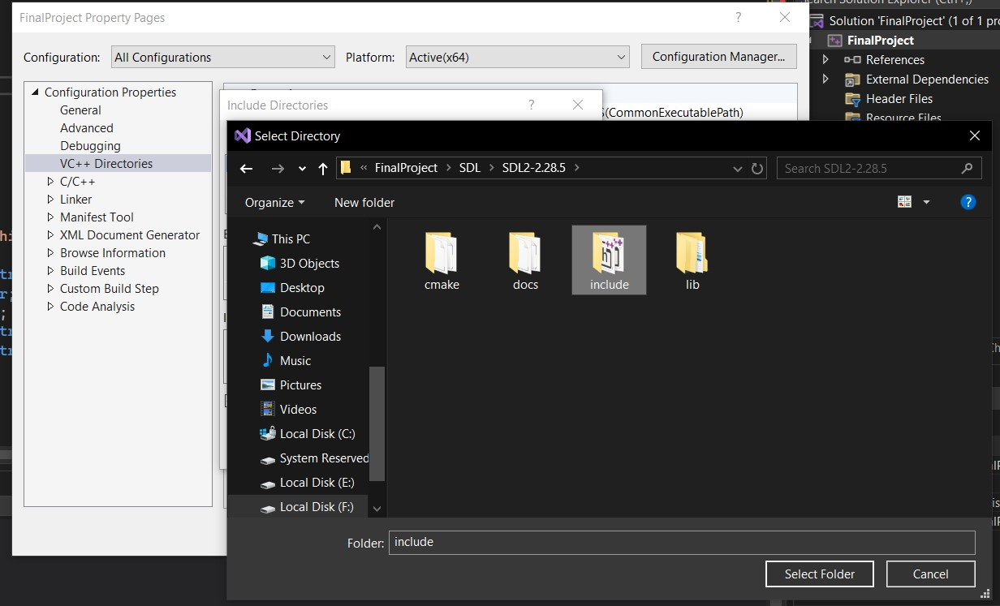 FinalProject Property Pages
?
Search Solution Explorer (Ctrl+;)
Solution 'FinalProject' (1 of 1 pro
FinalProject
References
External Dependencies
Header Files
Resource Files
Configuration: All Configurations
Platform: Active(x64)
Configuration Manager...
Configuration Properties
General
Advanced
Debugging
VC++ Directories
C/C++
Linker
Manifest Tool
XML Document Generator
Browse Information
Build Events
Custom Build Step
Code Analysis
Include Directories
?
$(CommonExecutablePath)
Select Directory
« FinalProject > SDL > SDL2-2.28.5 >
Search SDL2-2.28.5
Organize
New folder
?
This PC
3D Objects
Desktop
Documents
Downloads
Music
Pictures
Videos
Local Disk (C:)
System Reserved
Local Disk (E:)
Local Disk (F:)
cmake
docs
include
lib
Folder: include
Select Folder
Cancel